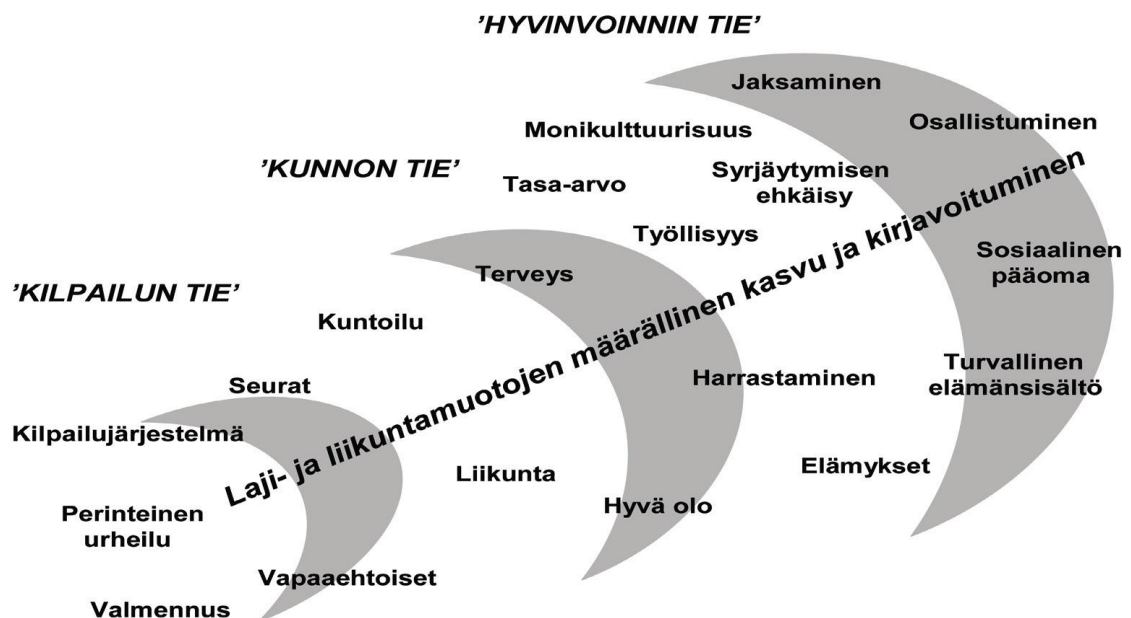 ’HYVINVOINNIN TIE’
Jaksaminen
Osallistuminen
Monikulttuurisuus
’KUNNON TIE’
Tasa-arvo
Syrjäytymisen
ehkäisy
Työllisyys
Sosiaalinen
pääoma
Terveys
’KILPAILUN TIE’
Kuntoilu
Laji- ja liikuntamuotojen määrällinen kasvu ja kirjavoituminen
Turvallinen
elämänsisältö
Harrastaminen
Seurat
Kilpailujärjestelmä
Liikunta
Elämykset
Hyvä olo
Perinteinen
urheilu
Vapaaehtoiset
Valmennus